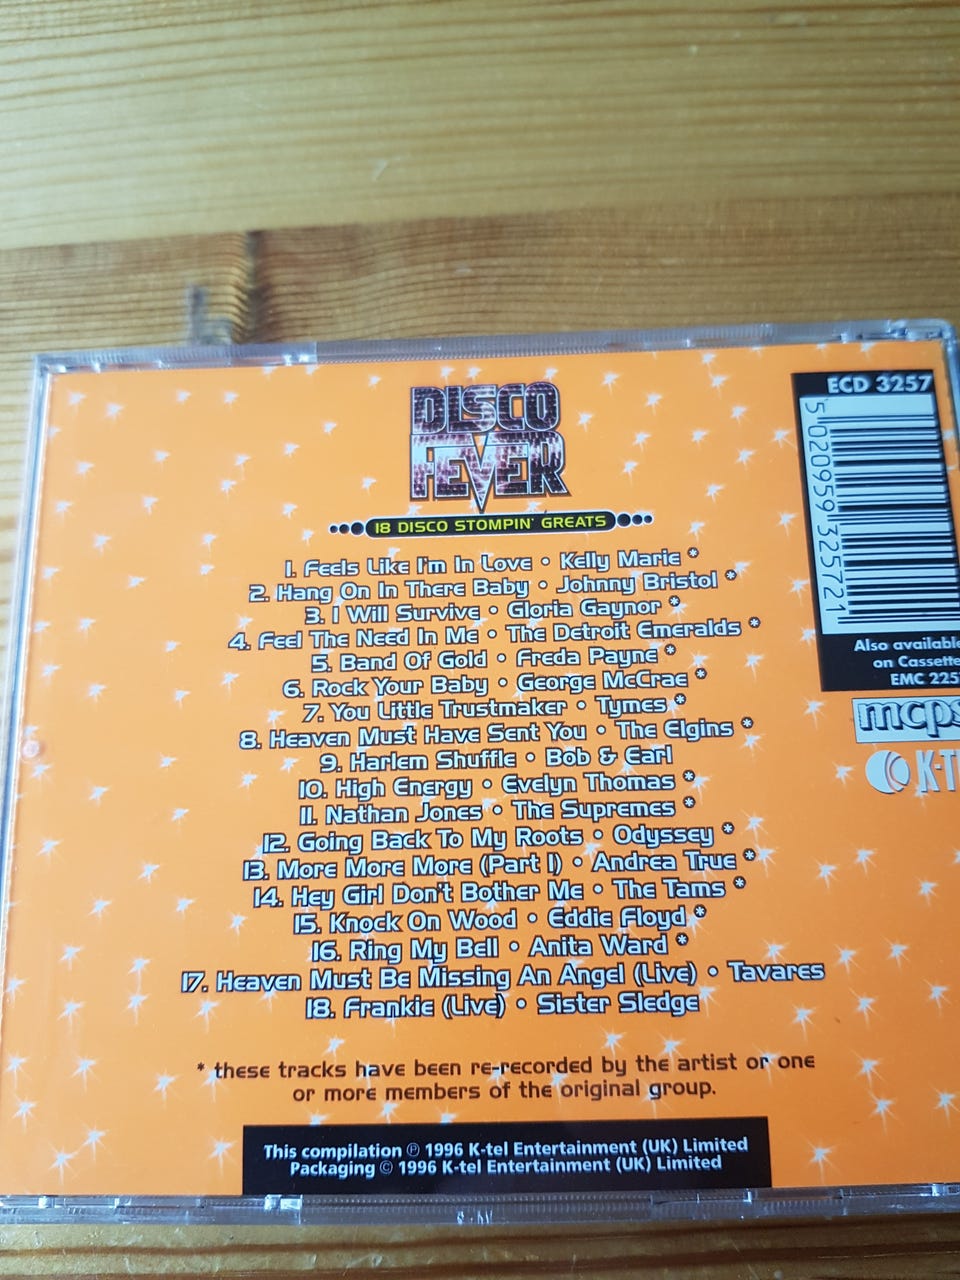 DISCO
FEVER
18 DISCO STOMPIN' GREATS
1. Feels Like I'm In Love • Kelly Marie *
2. Hang On In There Baby • Johnny Bristol *
3. I Will Survive • Gloria Gaynor *
4. Feel The Need In Me • The Detroit Emeralds *
5. Band Of Gold • Freda Payne *
6. Rock Your Baby • George McCrae *
7. You Little Trustmaker • Tymes *
8. Heaven Must Have Sent You • The Elgins *
9. Harlem Shuffle • Bob & Earl
10. High Energy • Evelyn Thomas *
11. Nathan Jones • The Supremes *
12. Going Back To My Roots • Odyssey *
13. More More More (Part 1) • Andrea True *
14. Hey Girl Don't Bother Me • The Tams *
15. Knock On Wood • Eddie Floyd *
16. Ring My Bell • Anita Ward *
17. Heaven Must Be Missing An Angel (Live) • Tavares
18. Frankie (Live) • Sister Sledge
* these tracks have been re-recorded by the artist or one
or more members of the original group.
This compilation ℗ 1996 K-tel Entertainment (UK) Limited
Packaging © 1996 K-tel Entertainment (UK) Limited
ECD 3257
5 020959 325721
Also available
on Cassette
EMC 225
mcps
K-T